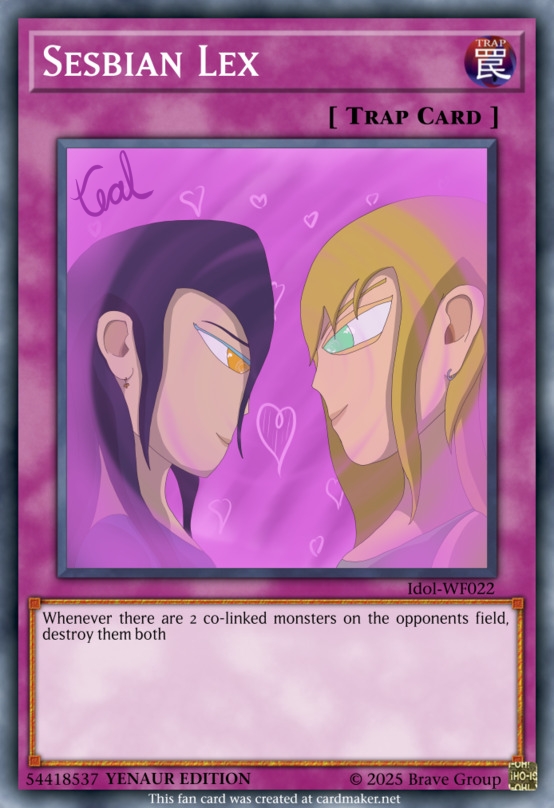 Sesbian Lex
TRAP
罠
[ Trap Card ]
Teal
Idol-WF022
Whenever there are 2 co-linked monsters on the opponents field,
destroy them both
54418537 YENAUR EDITION
© 2025 Brave Group
This fan card was created at cardmaker.net